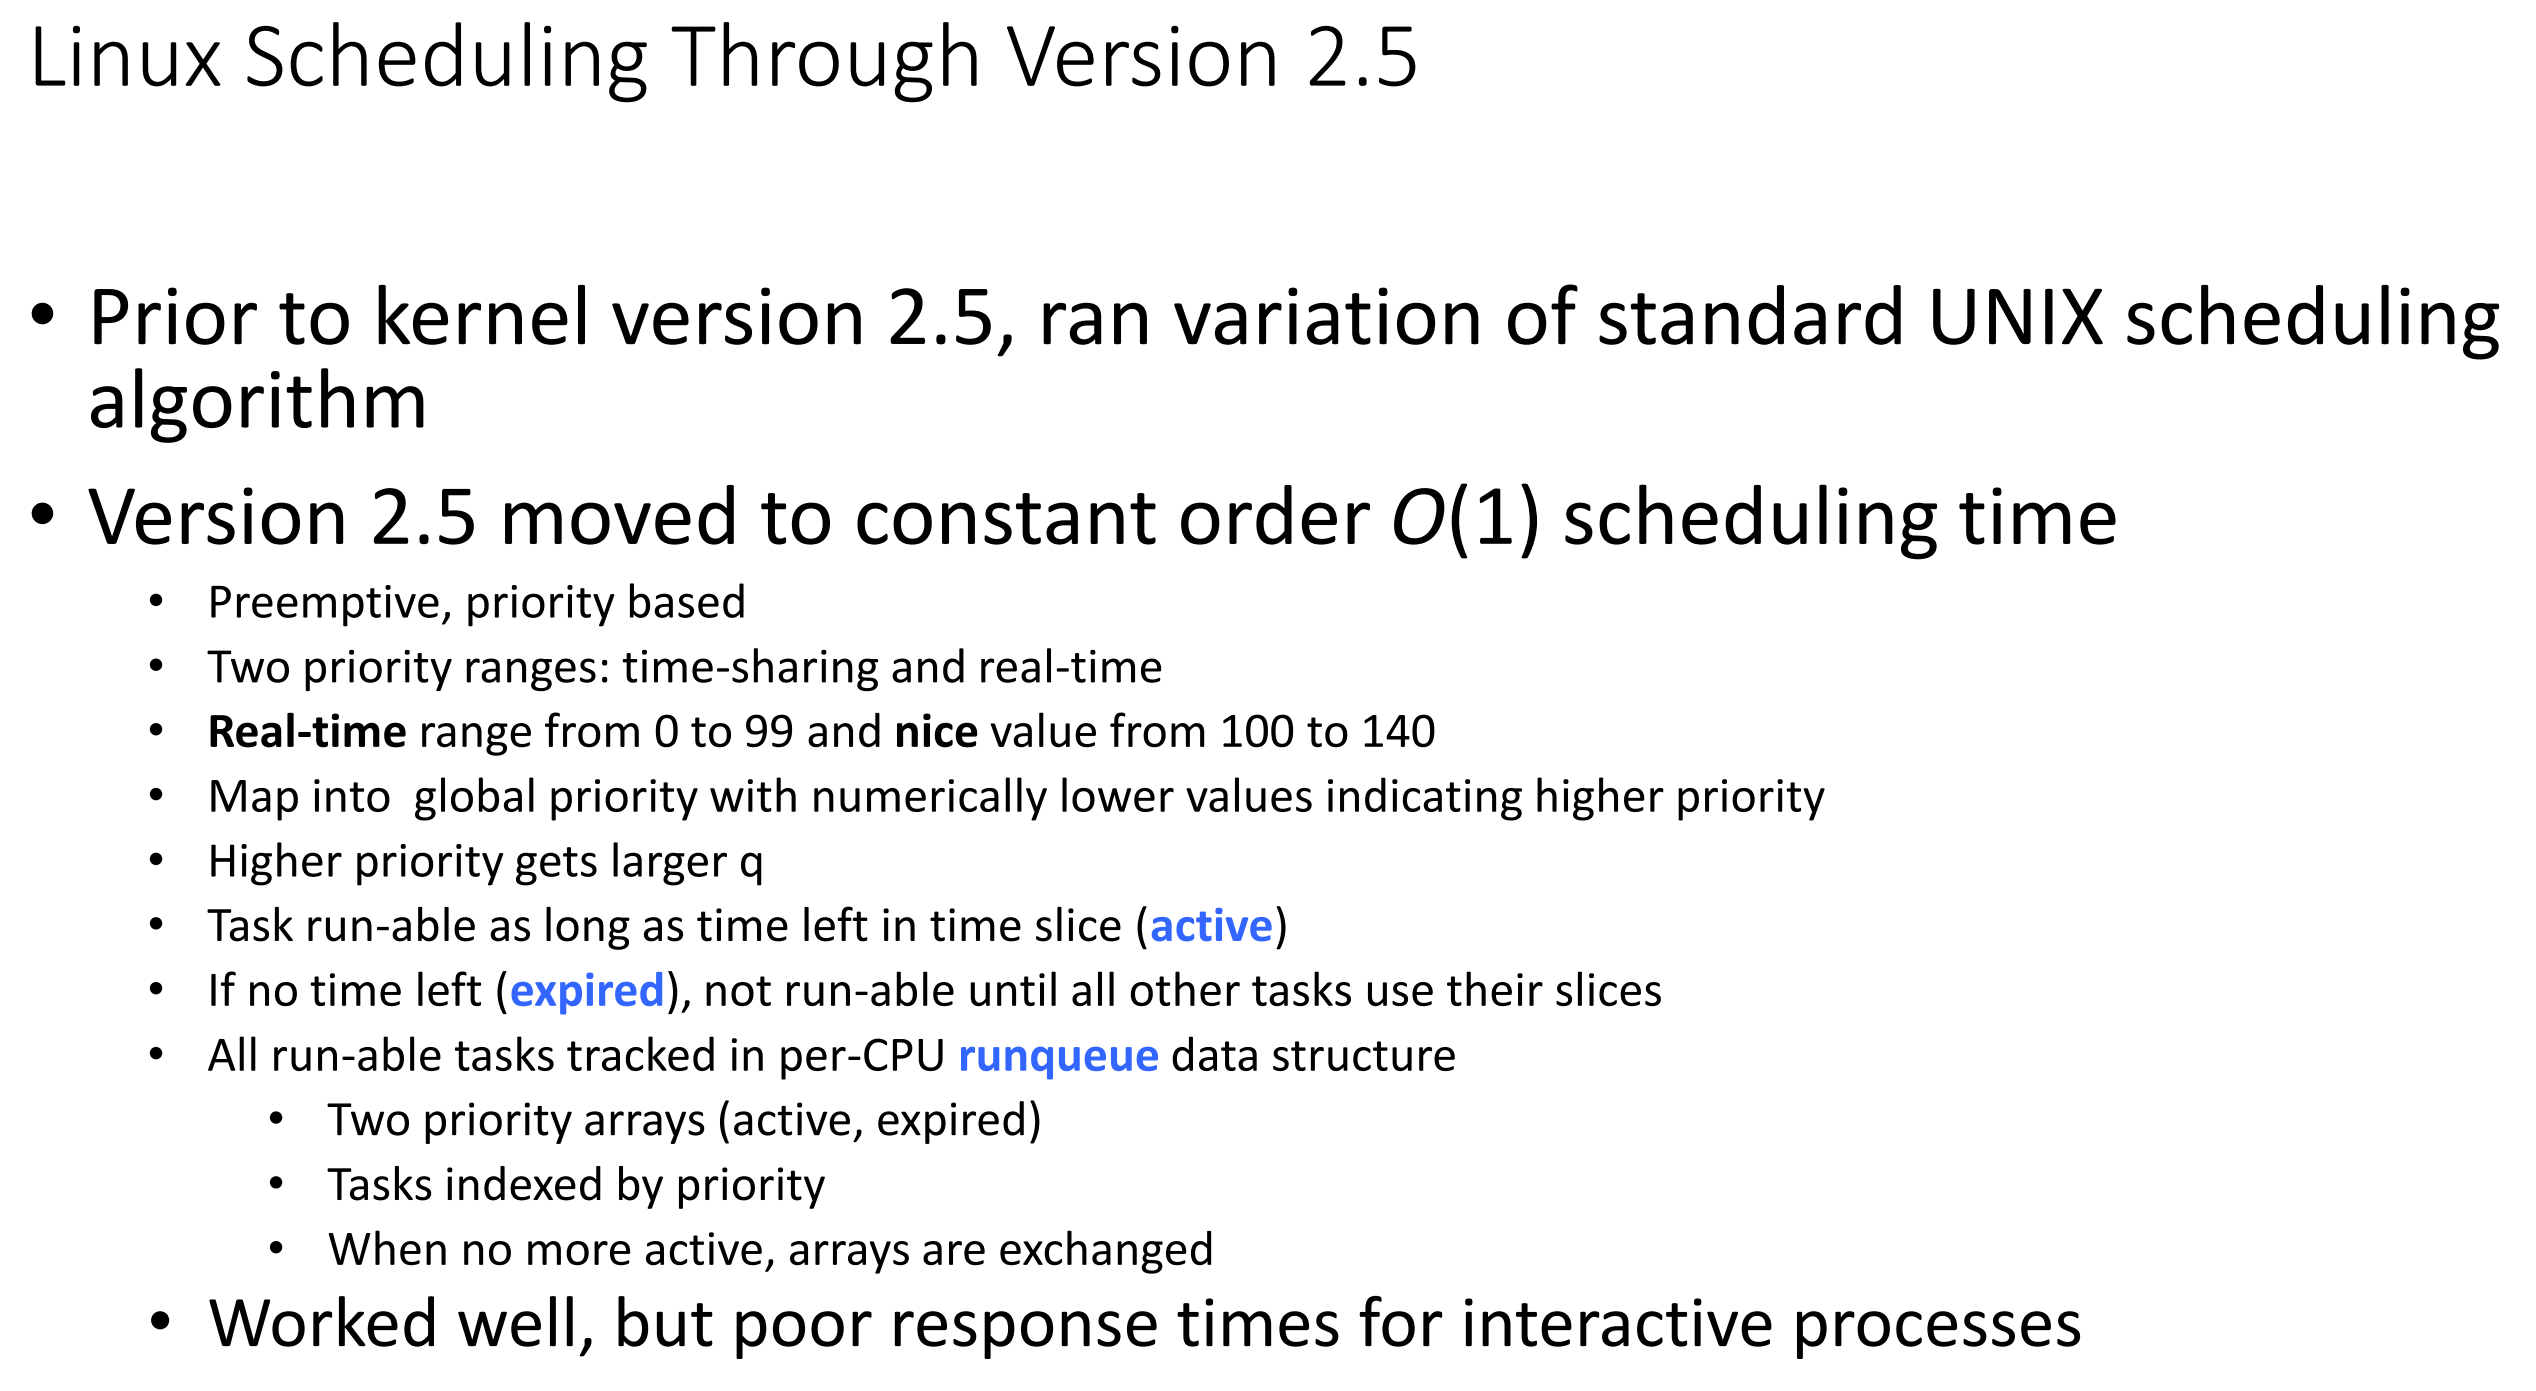 Linux Scheduling Through Version 2.5
• Prior to kernel version 2.5, ran variation of standard UNIX scheduling
algorithm
• Version 2.5 moved to constant order O(1) scheduling time
• Preemptive, priority based
• Two priority ranges: time-sharing and real-time
• Real-time range from 0 to 99 and nice value from 100 to 140
• Map into  global priority with numerically lower values indicating higher priority
• Higher priority gets larger q
• Task run-able as long as time left in time slice (active)
• If no time left (expired), not run-able until all other tasks use their slices
• All run-able tasks tracked in per-CPU runqueue data structure
• Two priority arrays (active, expired)
• Tasks indexed by priority
• When no more active, arrays are exchanged
• Worked well, but poor response times for interactive processes